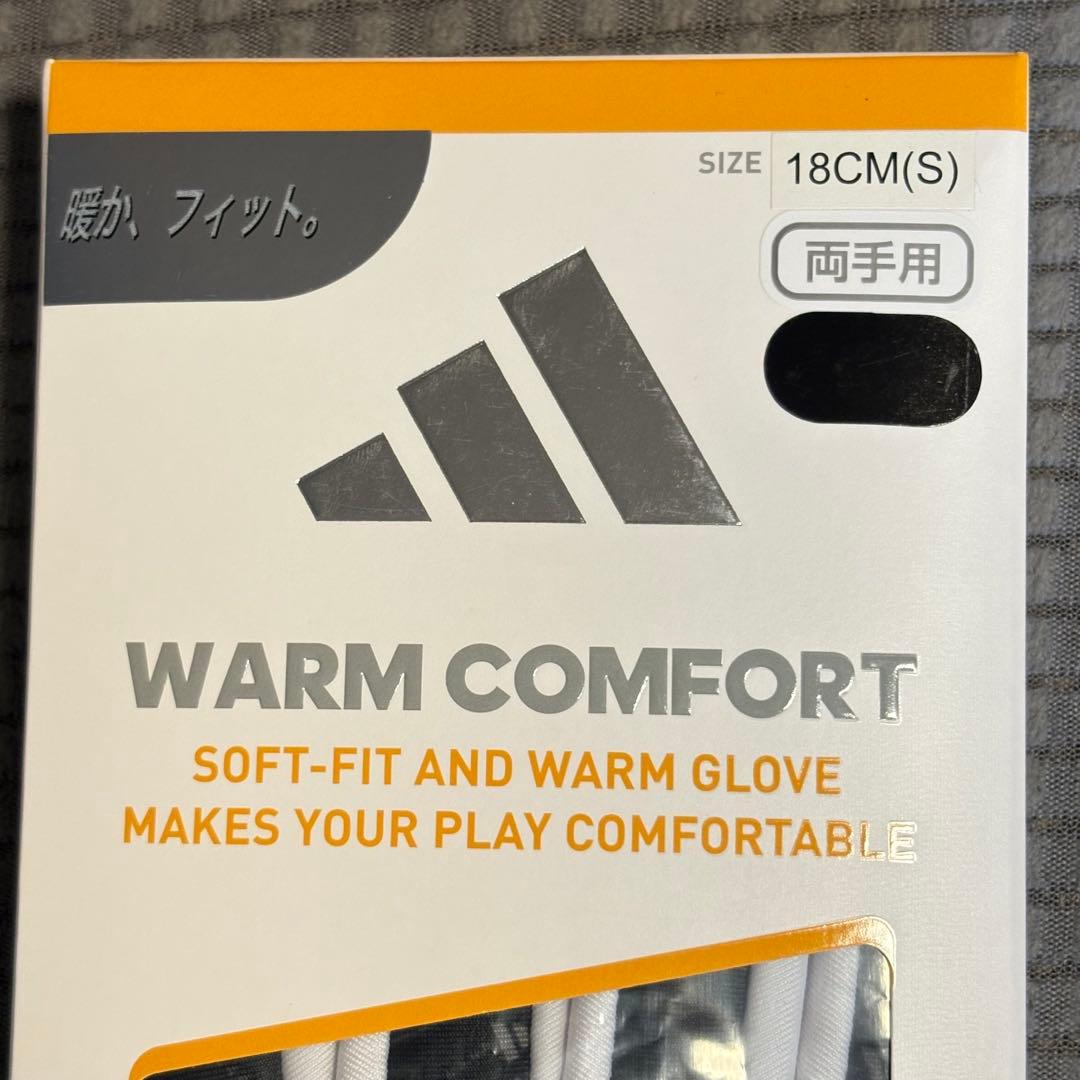 暖か、フィット。
SIZE 18CM(S)
両手用
WARM COMFORT
SOFT-FIT AND WARM GLOVE
MAKES YOUR PLAY COMFORTABLE